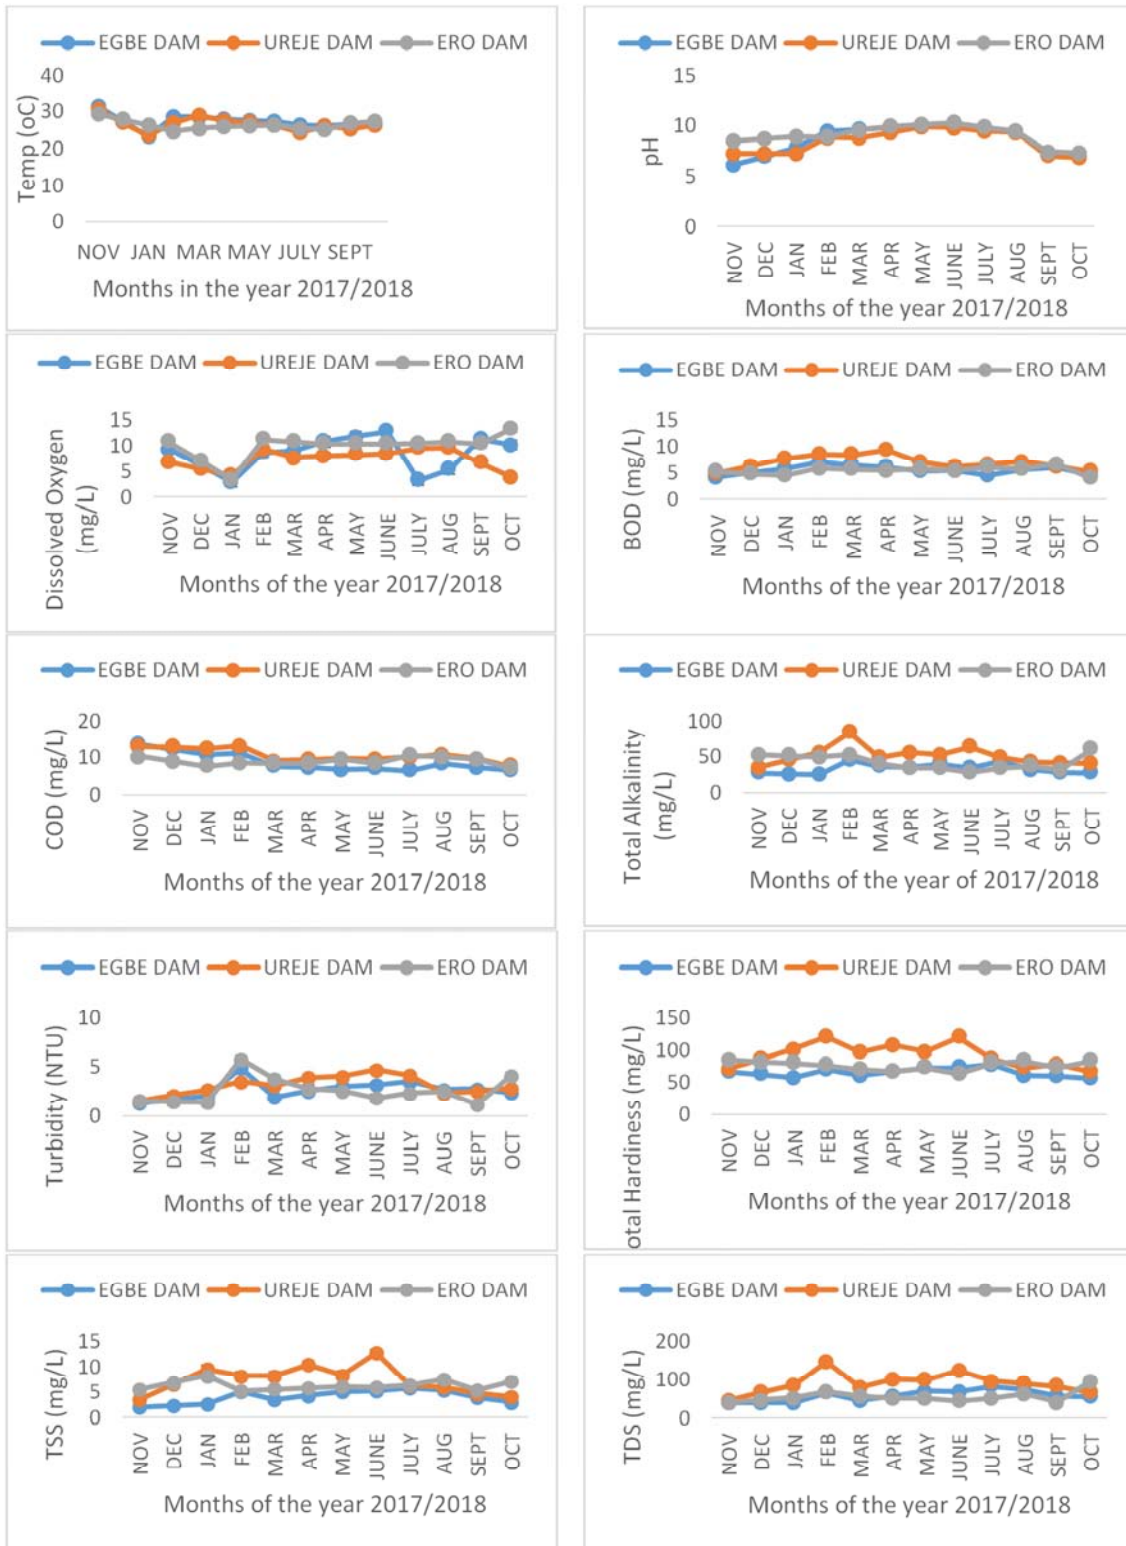 EGBE DAM UREJE DAM ERO DAM
40
30
20
10
0
Temp (oC)
NOV JAN MAR MAY JULY SEPT
Months in the year 2017/2018
EGBE DAM UREJE DAM ERO DAM
15
10
5
0
pH
NOV DEC JAN FEB MAR APR MAY JUNE JULY AUG SEPT OCT
Months of the year 2017/2018
EGBE DAM UREJE DAM ERO DAM
15
10
5
0
Dissolved Oxygen
(mg/L)
NOV DEC JAN FEB MAR APR MAY JUNE JULY AUG SEPT OCT
Months of the year 2017/2018
EGBE DAM UREJE DAM ERO DAM
15
10
5
0
BOD (mg/L)
NOV DEC JAN FEB MAR APR MAY JUNE JULY AUG SEPT OCT
Months of the year 2017/2018
EGBE DAM UREJE DAM ERO DAM
20
10
0
COD (mg/L)
NOV DEC JAN FEB MAR APR MAY JUNE JULY AUG SEPT OCT
Months of the year 2017/2018
EGBE DAM UREJE DAM ERO DAM
100
50
0
Total Alkalinity
(mg/L)
NOV DEC JAN FEB MAR APR MAY JUNE JULY AUG SEPT OCT
Months of the year of 2017/2018
EGBE DAM UREJE DAM ERO DAM
10
5
0
Turbidity (NTU)
NOV DEC JAN FEB MAR APR MAY JUNE JULY AUG SEPT OCT
Months of the year 2017/2018
EGBE DAM UREJE DAM ERO DAM
150
100
50
0
otal Hardiness (mg/L)
NOV DEC JAN FEB MAR APR MAY JUNE JULY AUG SEPT OCT
Months of the year 2017/2018
EGBE DAM UREJE DAM ERO DAM
15
10
5
0
TSS (mg/L)
NOV DEC JAN FEB MAR APR MAY JUNE JULY AUG SEPT OCT
Months of the year 2017/2018
EGBE DAM UREJE DAM ERO DAM
200
100
0
TDS (mg/L)
NOV DEC JAN FEB MAR APR MAY JUNE JULY AUG SEPT OCT
Months of the year 2017/2018